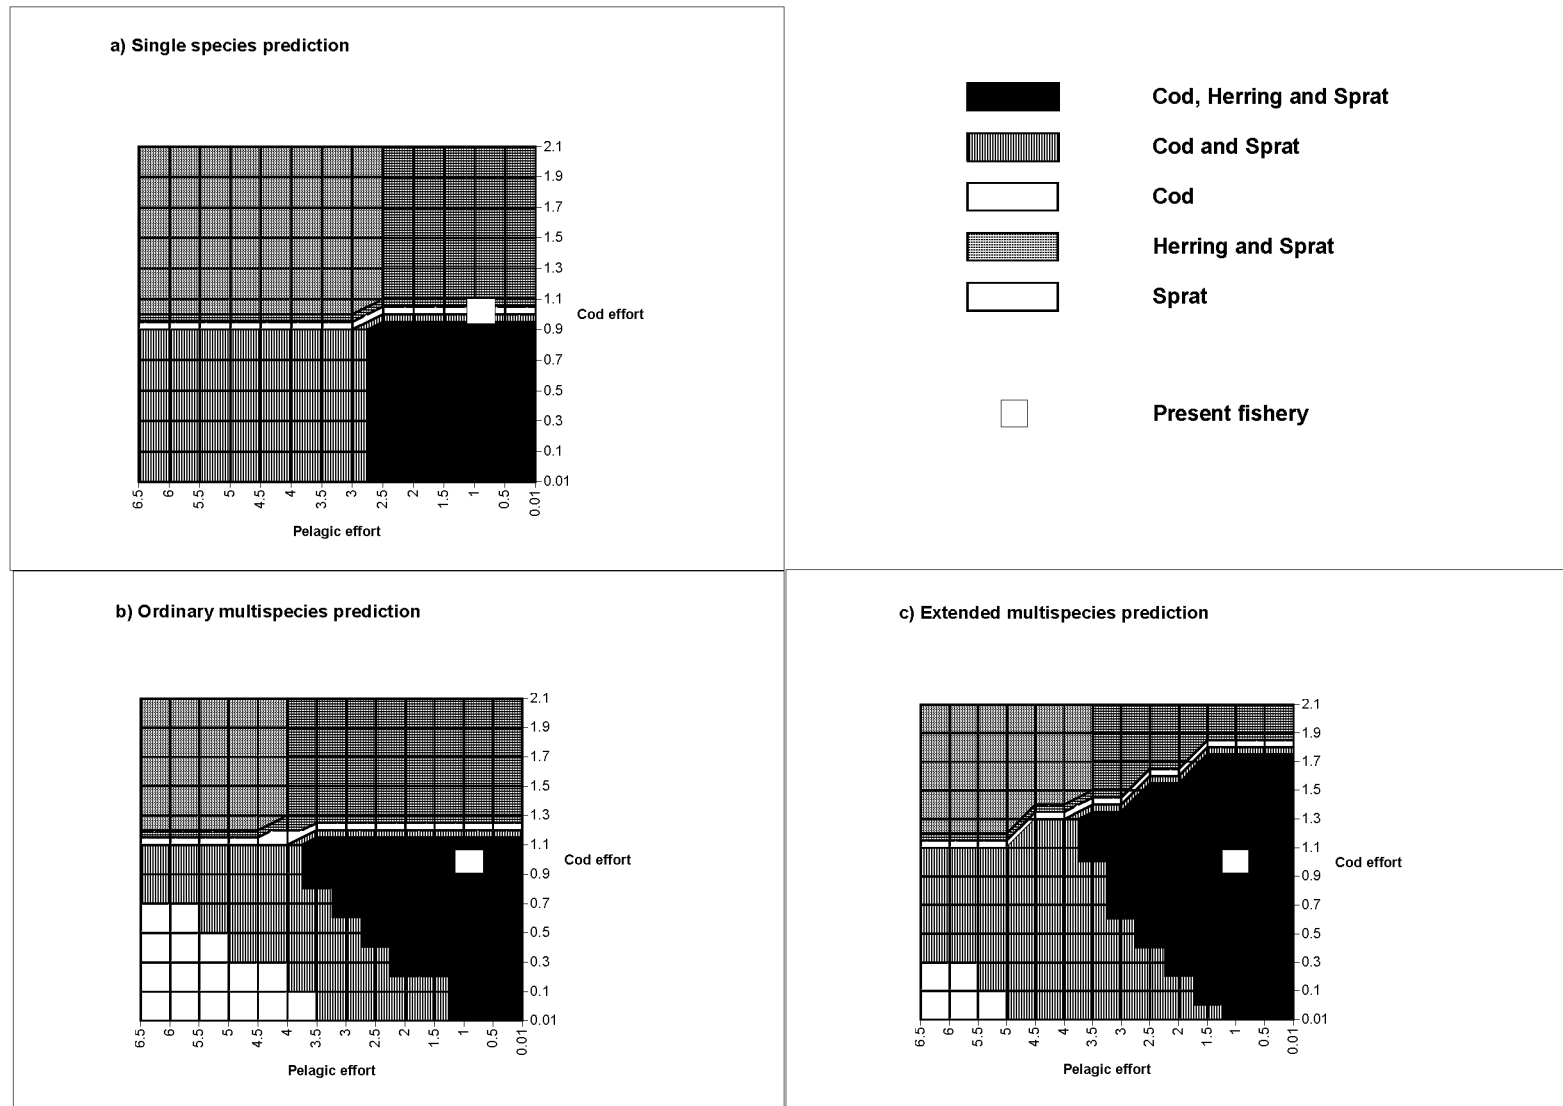 a) Single species prediction
2.1
1.9
1.7
1.5
1.3
1.1
0.9
0.7
0.5
0.3
0.1
0.01
Cod effort
6.5 6 5.5 5 4.5 4 3.5 3 2.5 2 1.5 1 0.5 0.01
Pelagic effort
Cod, Herring and Sprat
Cod and Sprat
Cod
Herring and Sprat
Sprat
Present fishery
b) Ordinary multispecies prediction
2.1
1.9
1.7
1.5
1.3
1.1
0.9
0.7
0.5
0.3
0.1
0.01
Cod effort
6.5 6 5.5 5 4.5 4 3.5 3 2.5 2 1.5 1 0.5 0.01
Pelagic effort
c) Extended multispecies prediction
2.1
1.9
1.7
1.5
1.3
1.1
0.9
0.7
0.5
0.3
0.1
0.01
Cod effort
6.5 6 5.5 5 4.5 4 3.5 3 2.5 2 1.5 1 0.5 0.01
Pelagic effort